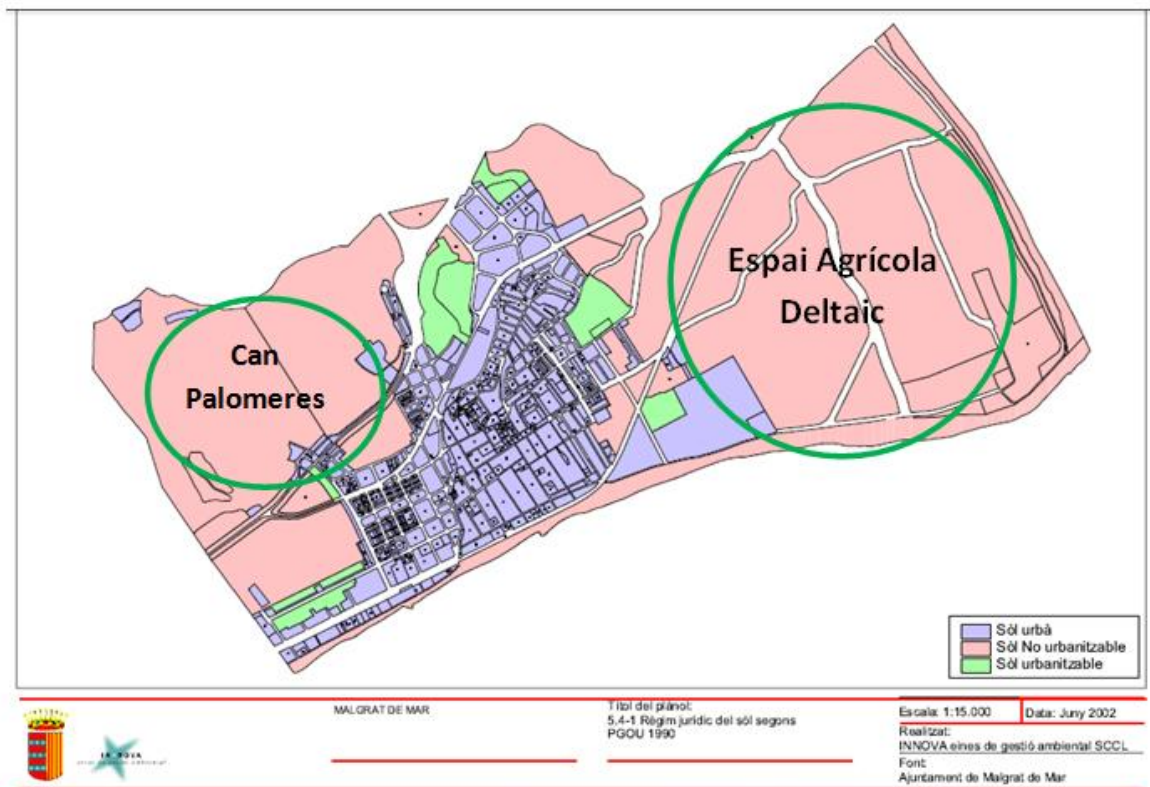 Espai Agrícola
Deltaic
Can
Palomeres
Sòl urbà
Sòl No urbanitzable
Sòl urbanitzable
MALGRAT DE MAR
Títol del plànol:
5.4-1 Règim jurídic del sòl segons
PGOU 1990
Escala: 1:15.000
Data: Juny 2002
Realitzat:
INNOVA eines de gestió ambiental SCCL
Font:
Ajuntament de Malgrat de Mar